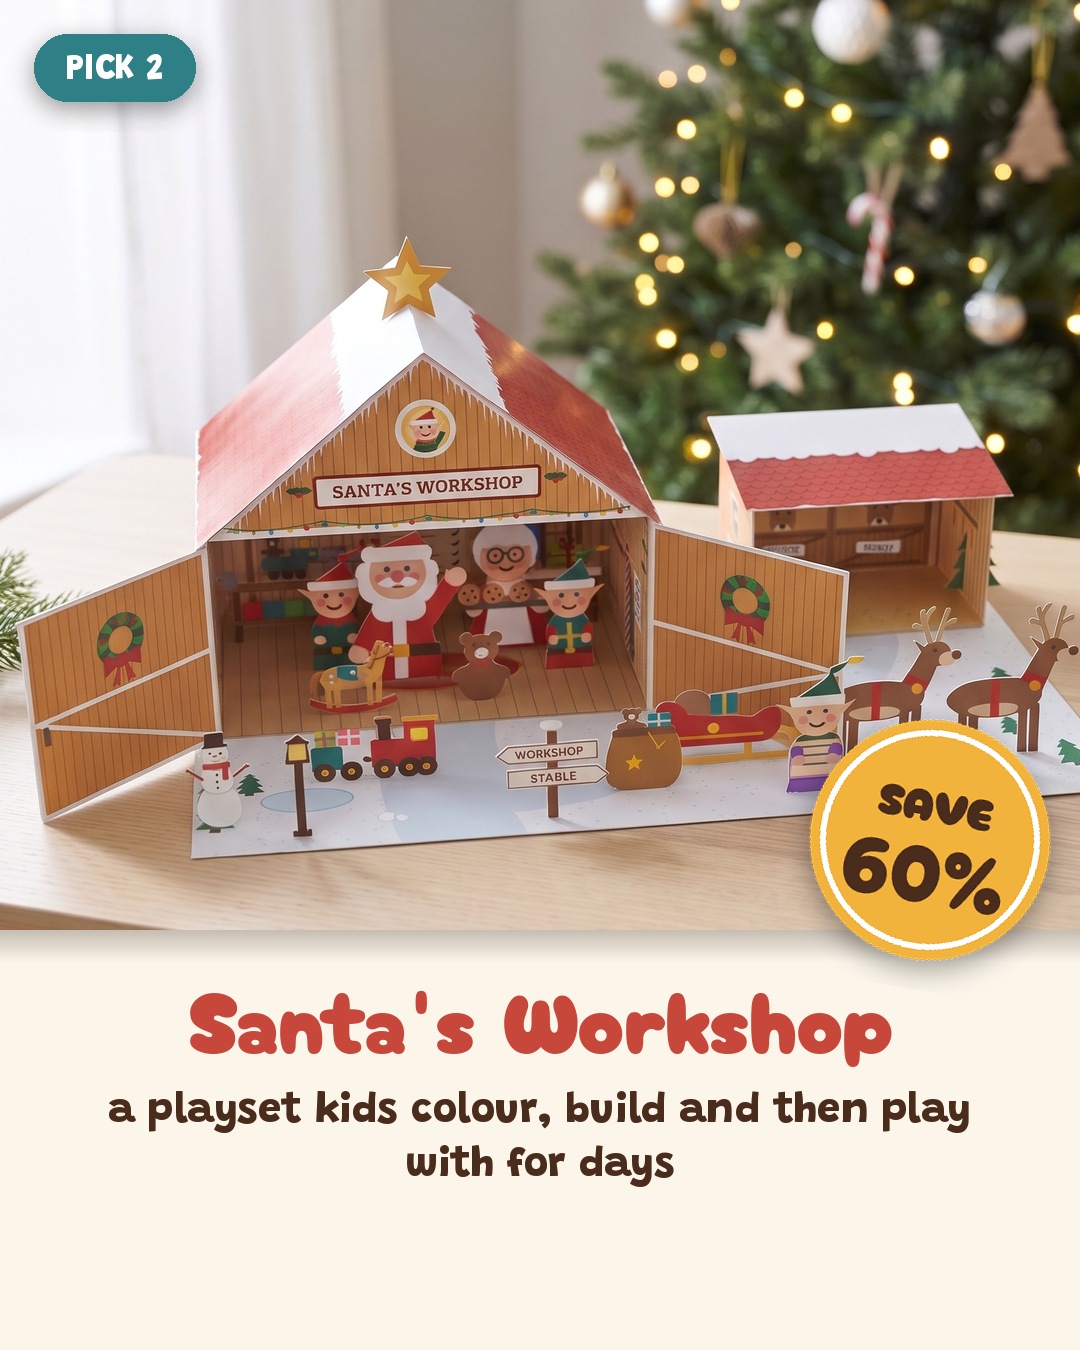 PICK 2
SANTA'S WORKSHOP
WORKSHOP
STABLE
SAVE
60%
Santa's Workshop
a playset kids colour, build and then play
with for days